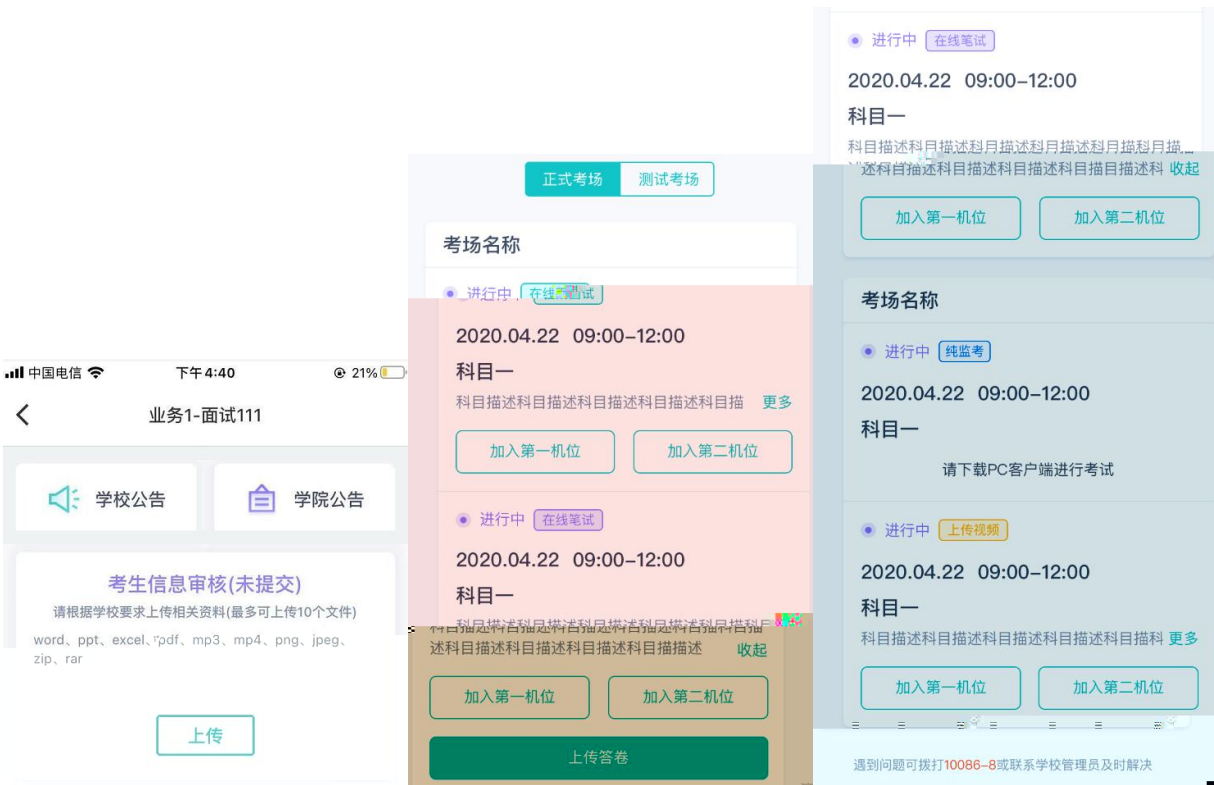 中国电信
下午4:40
21%
业务1-面试111
学校公告
学院公告
考生信息审核(未提交)
请根据学校要求上传相关资料(最多可上传10个文件)
word、ppt、excel、pdf、mp3、mp4、png、jpeg、
zip、rar
上传
正式考场
测试考场
考场名称
进行中
2020.04.22 09:00-12:00
科目一
科目描述科目描述科目描述科目描述科目描
更多
加入第一机位
加入第二机位
进行中
在线笔试
2020.04.22 09:00-12:00
科目一
述科目描述科目描述科目描述科目描描述
收起
加入第一机位
加入第二机位
上传答卷
进行中
在线笔试
2020.04.22 09:00-12:00
科目一
述科目描述科目描述科目描述科目描目描述科
收起
加入第一机位
加入第二机位
考场名称
进行中
纯监考
2020.04.22 09:00-12:00
科目一
请下载PC客户端进行考试
进行中
上传视频
2020.04.22 09:00-12:00
科目一
科目描述科目描述科目描述科目描述科目描科
更多
加入第一机位
加入第二机位
遇到问题可拨打10086-8或联系学校管理员及时解决